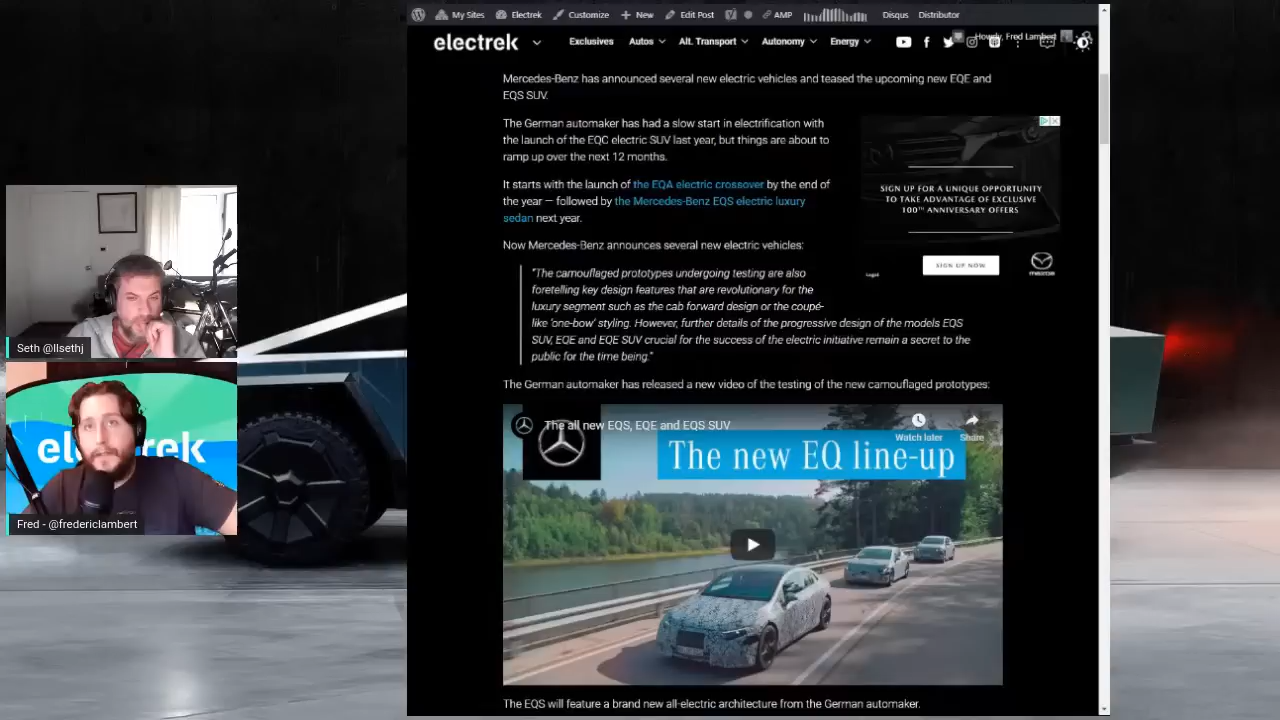 My Sites
Electrek
Customize
New
Edit Post
AMP
Disqus
Distributor
electrek
Exclusives
Autos
Alt. Transport
Autonomy
Energy
Howdy, Fred Lambert
Mercedes-Benz has announced several new electric vehicles and teased the upcoming new EQE and
EQS SUV.
The German automaker has had a slow start in electrification with
the launch of the EQC electric SUV last year, but things are about to
ramp up over the next 12 months.
It starts with the launch of the EQA electric crossover by the end of
the year — followed by the Mercedes-Benz EQS electric luxury
sedan next year.
Now Mercedes-Benz announces several new electric vehicles:
"The camouflaged prototypes undergoing testing are also
foretelling key design features that are revolutionary for the
luxury segment such as the cab forward design or the coupé-
like 'one-bow' styling. However, further details of the progressive design of the models EQS
SUV, EQE and EQE SUV crucial for the success of the electric initiative remain a secret to the
public for the time being."
The German automaker has released a new video of the testing of the new camouflaged prototypes:
SIGN UP FOR A UNIQUE OPPORTUNITY
TO TAKE ADVANTAGE OF EXCLUSIVE
100TH ANNIVERSARY OFFERS
Legal
SIGN UP NOW
mazda
The all new EQS, EQE and EQS SUV
Watch later
Share
The new EQ line-up
The EQS will feature a brand new all-electric architecture from the German automaker.
Seth @llsethj
electrek
Fred - @fredericlambert